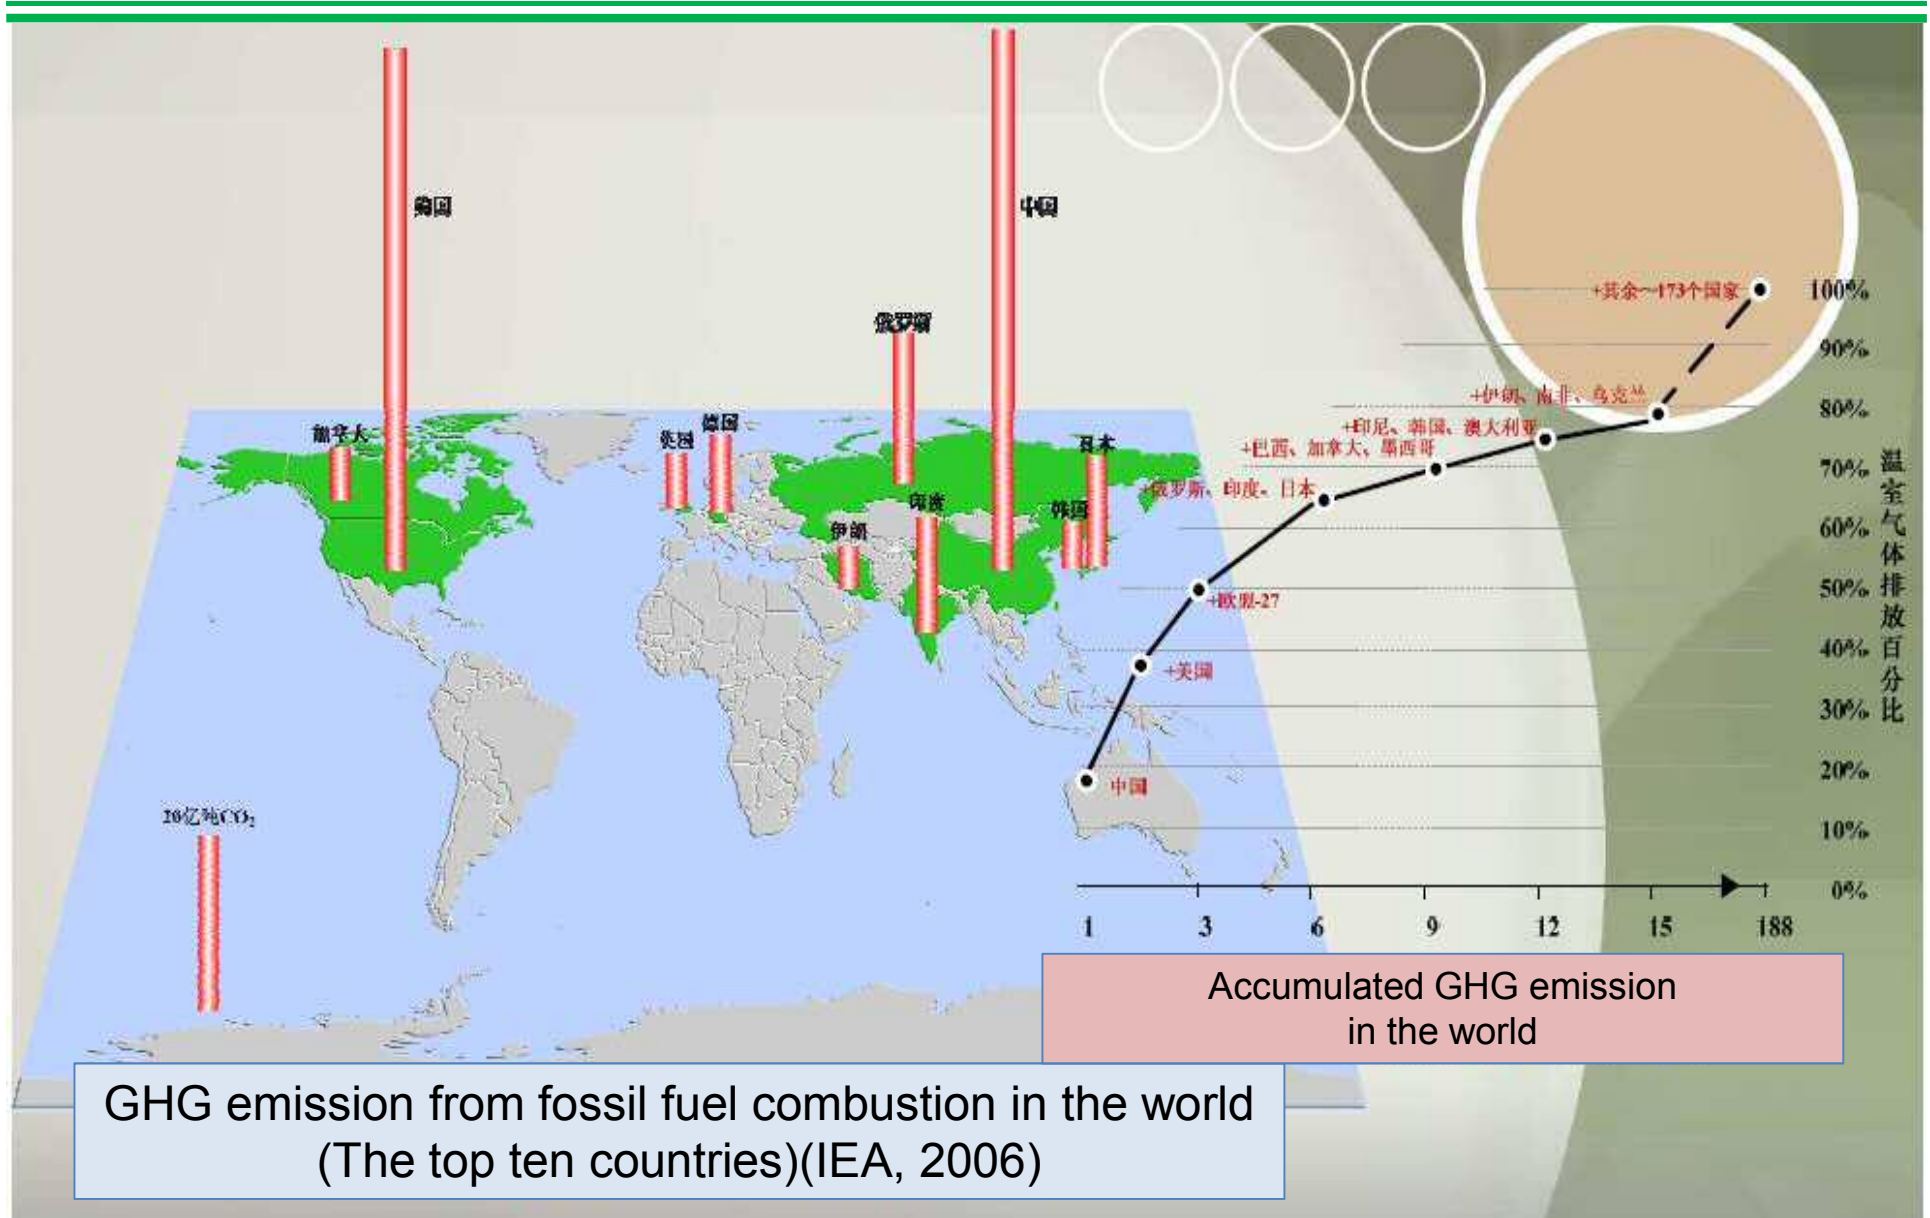 美国
中国
俄罗斯
加拿大
英国
德国
日本
印度
韩国
伊朗
20亿吨CO₂
+其余~173个国家
+伊朗、南非、乌克兰
+印尼、韩国、澳大利亚
+巴西、加拿大、墨西哥
+俄罗斯、印度、日本
+欧盟-27
+美国
中国
100%
90%
80%
70%
60%
50%
40%
30%
20%
10%
0%
温室气体排放百分比
1 3 6 9 12 15 188
Accumulated GHG emission
in the world
GHG emission from fossil fuel combustion in the world
(The top ten countries)(IEA, 2006)